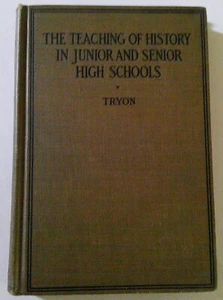 THE TEACHING OF HISTORY
IN JUNIOR AND SENIOR
HIGH SCHOOLS
TRYON